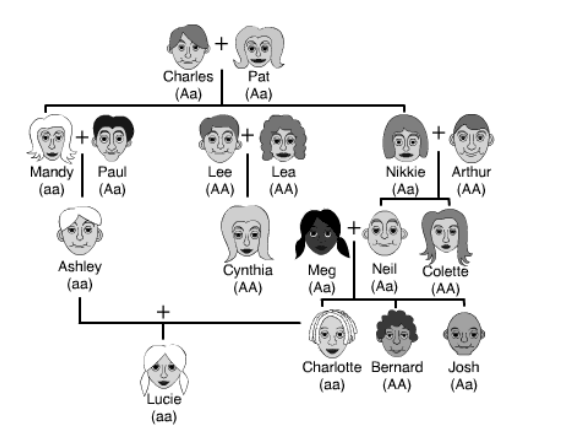 +
Charles Pat
(Aa) (Aa)
+ + +
Mandy Paul Lee Lea Nikkie Arthur
(aa) (Aa) (AA) (AA) (Aa) (AA)
+
Ashley Cynthia Meg Neil Colette
(aa) (AA) (Aa) (Aa) (AA)
+
Charlotte Bernard Josh
(aa) (AA) (Aa)
Lucie
(aa)